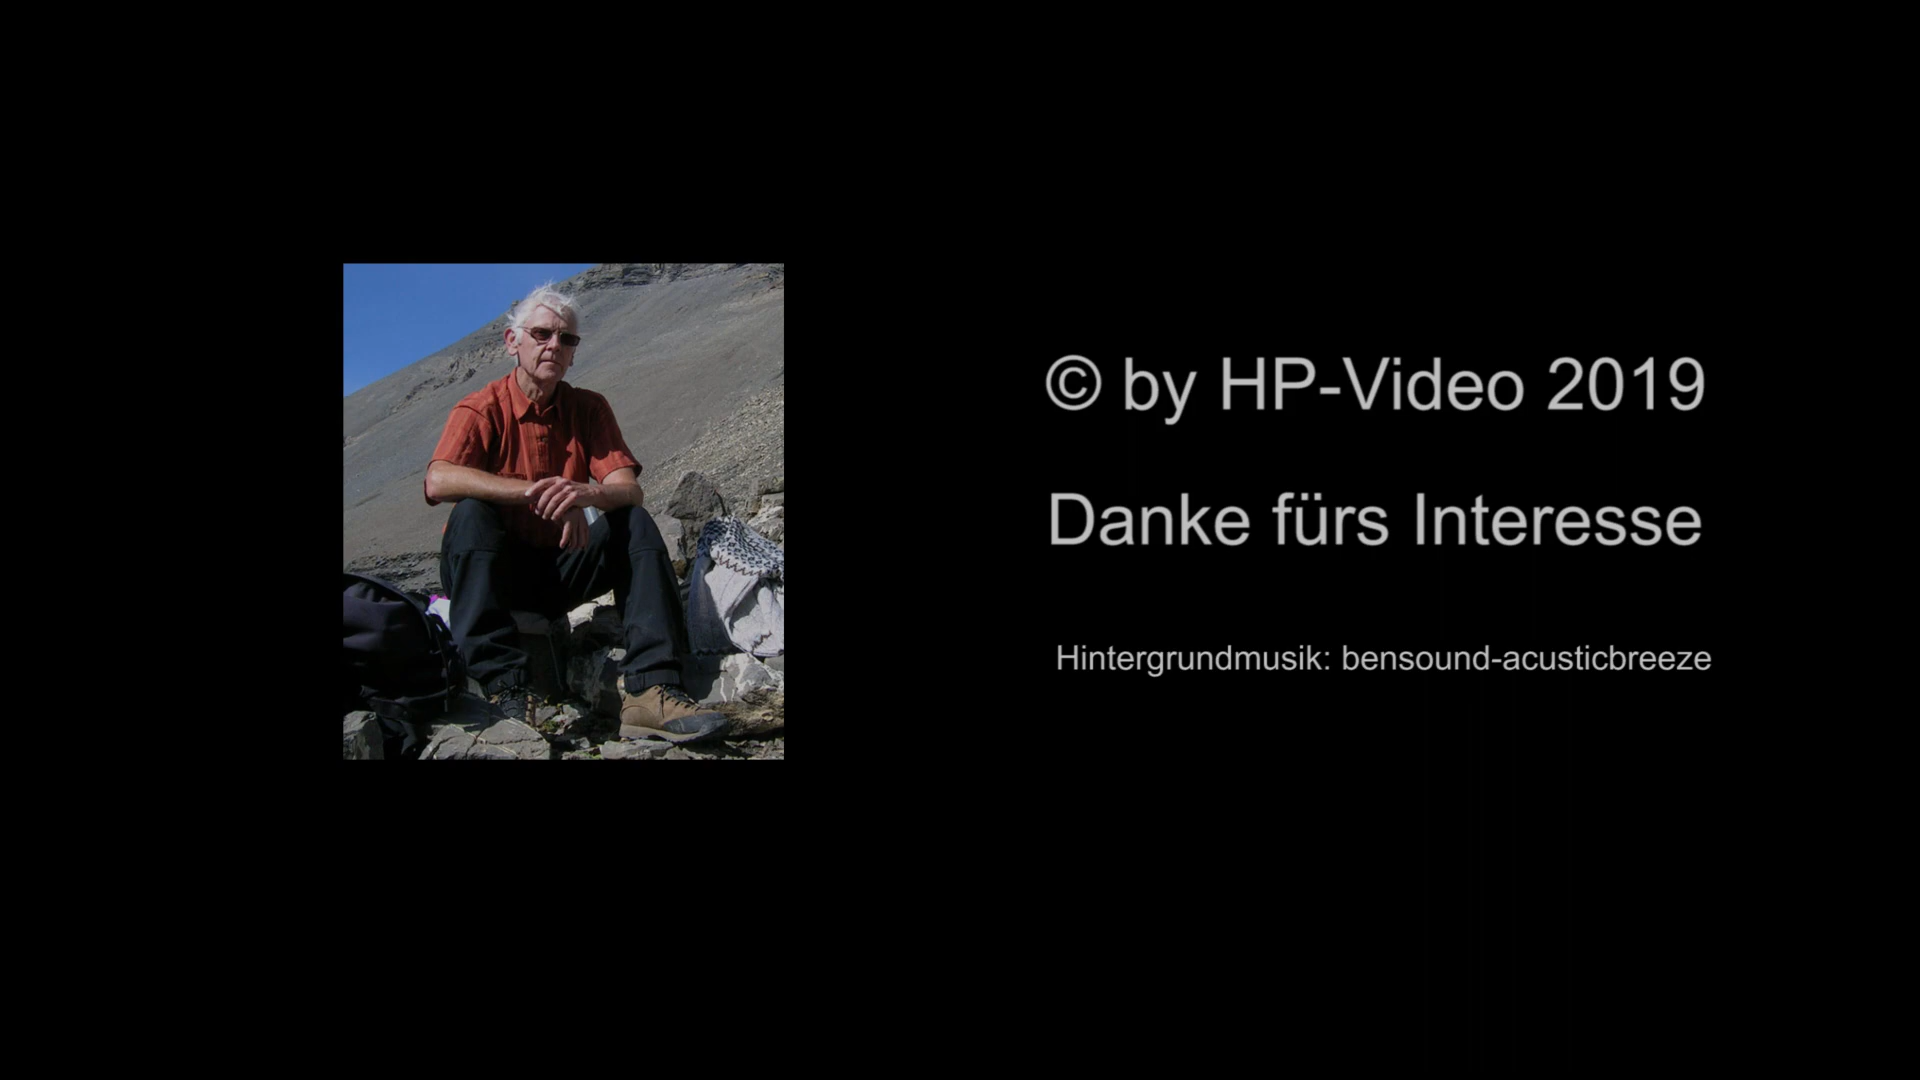 © by HP-Video 2019
Danke fürs Interesse
Hintergrundmusik: bensound-acusticbreeze